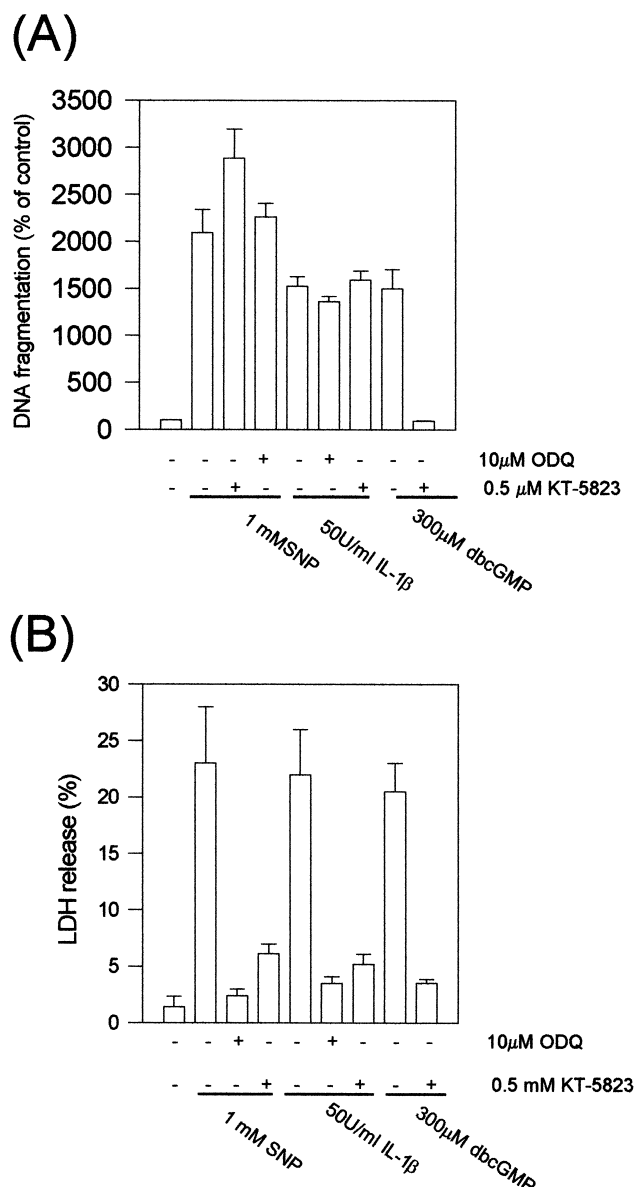 (A)
DNA fragmentation (% of control)
3500
3000
2500
2000
1500
1000
500
0
- - - + - + - - - 10µM ODQ
- - + - - - + - + 0.5 µM KT-5823
1 mMSNP
50U/ml IL-1β
300µM dbcGMP
(B)
LDH release (%)
30
25
20
15
10
5
0
- - + - - + - - - 10µM ODQ
- - - + - - + - + 0.5 mM KT-5823
1 mM SNP
50U/ml IL-1β
300µM dbcGMP